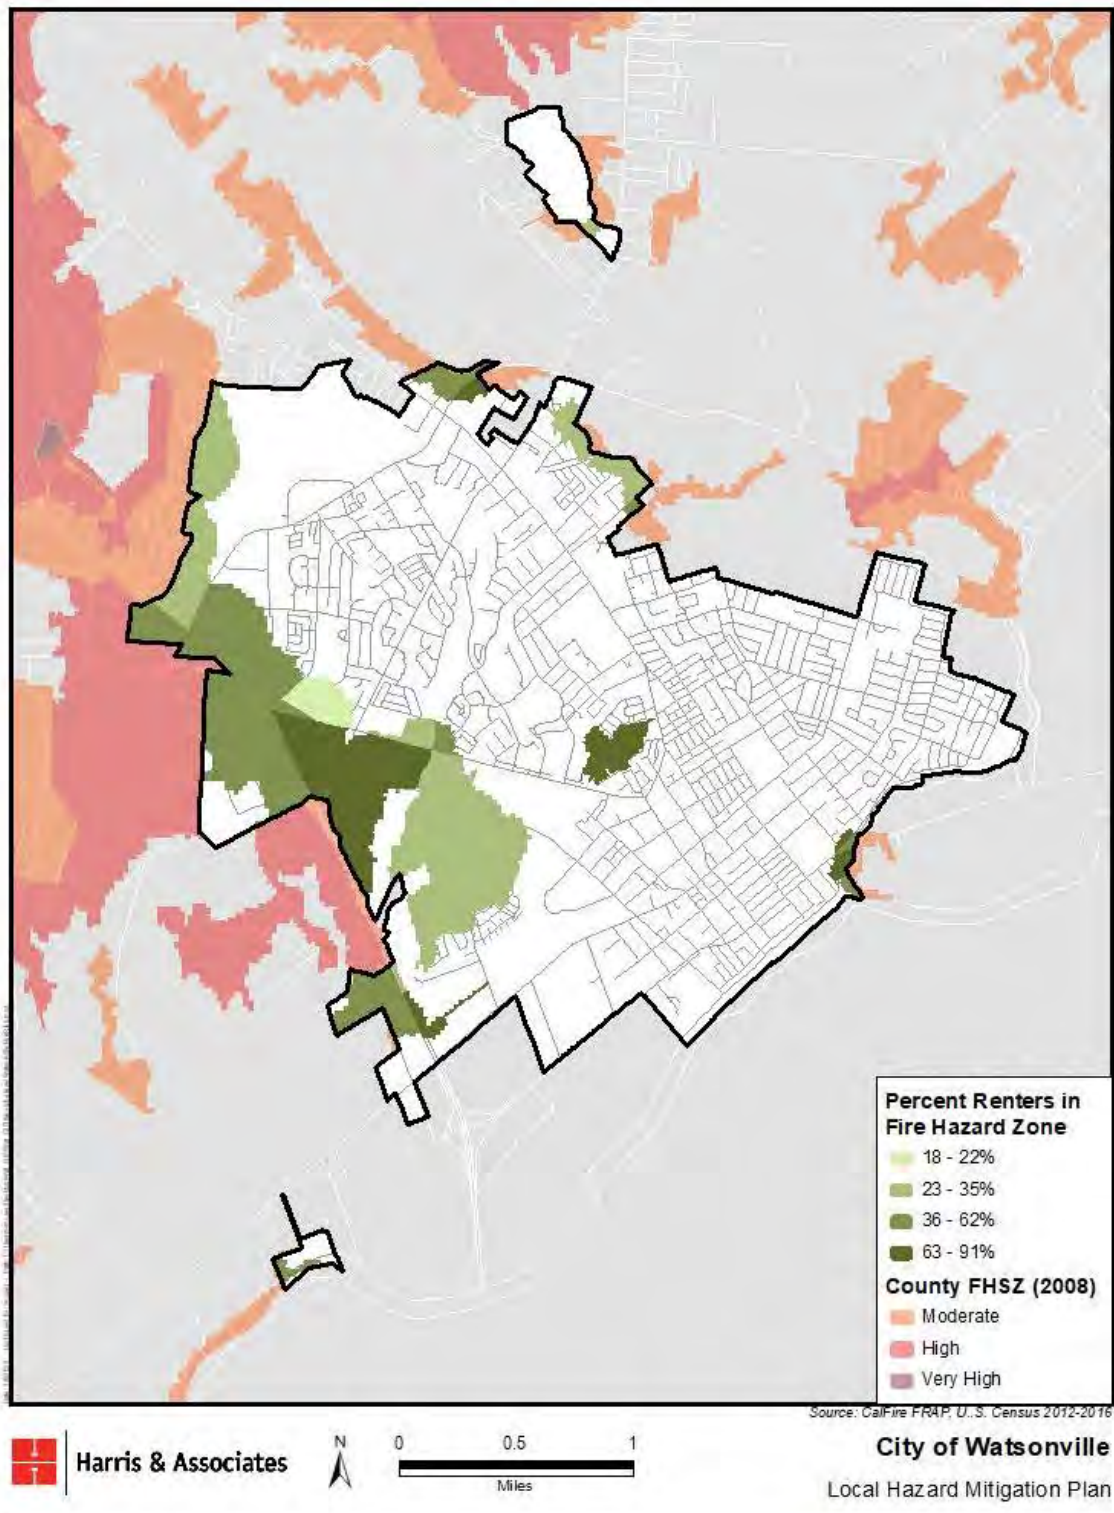 Percent Renters in
Fire Hazard Zone
18 - 22%
23 - 35%
36 - 62%
63 - 91%
County FHSZ (2008)
Moderate
High
Very High
Source: CalFire FRAP, U..S. Census 2012-2016
Harris & Associates
N
0 0.5 1
Miles
City of Watsonville
Local Hazard Mitigation Plan